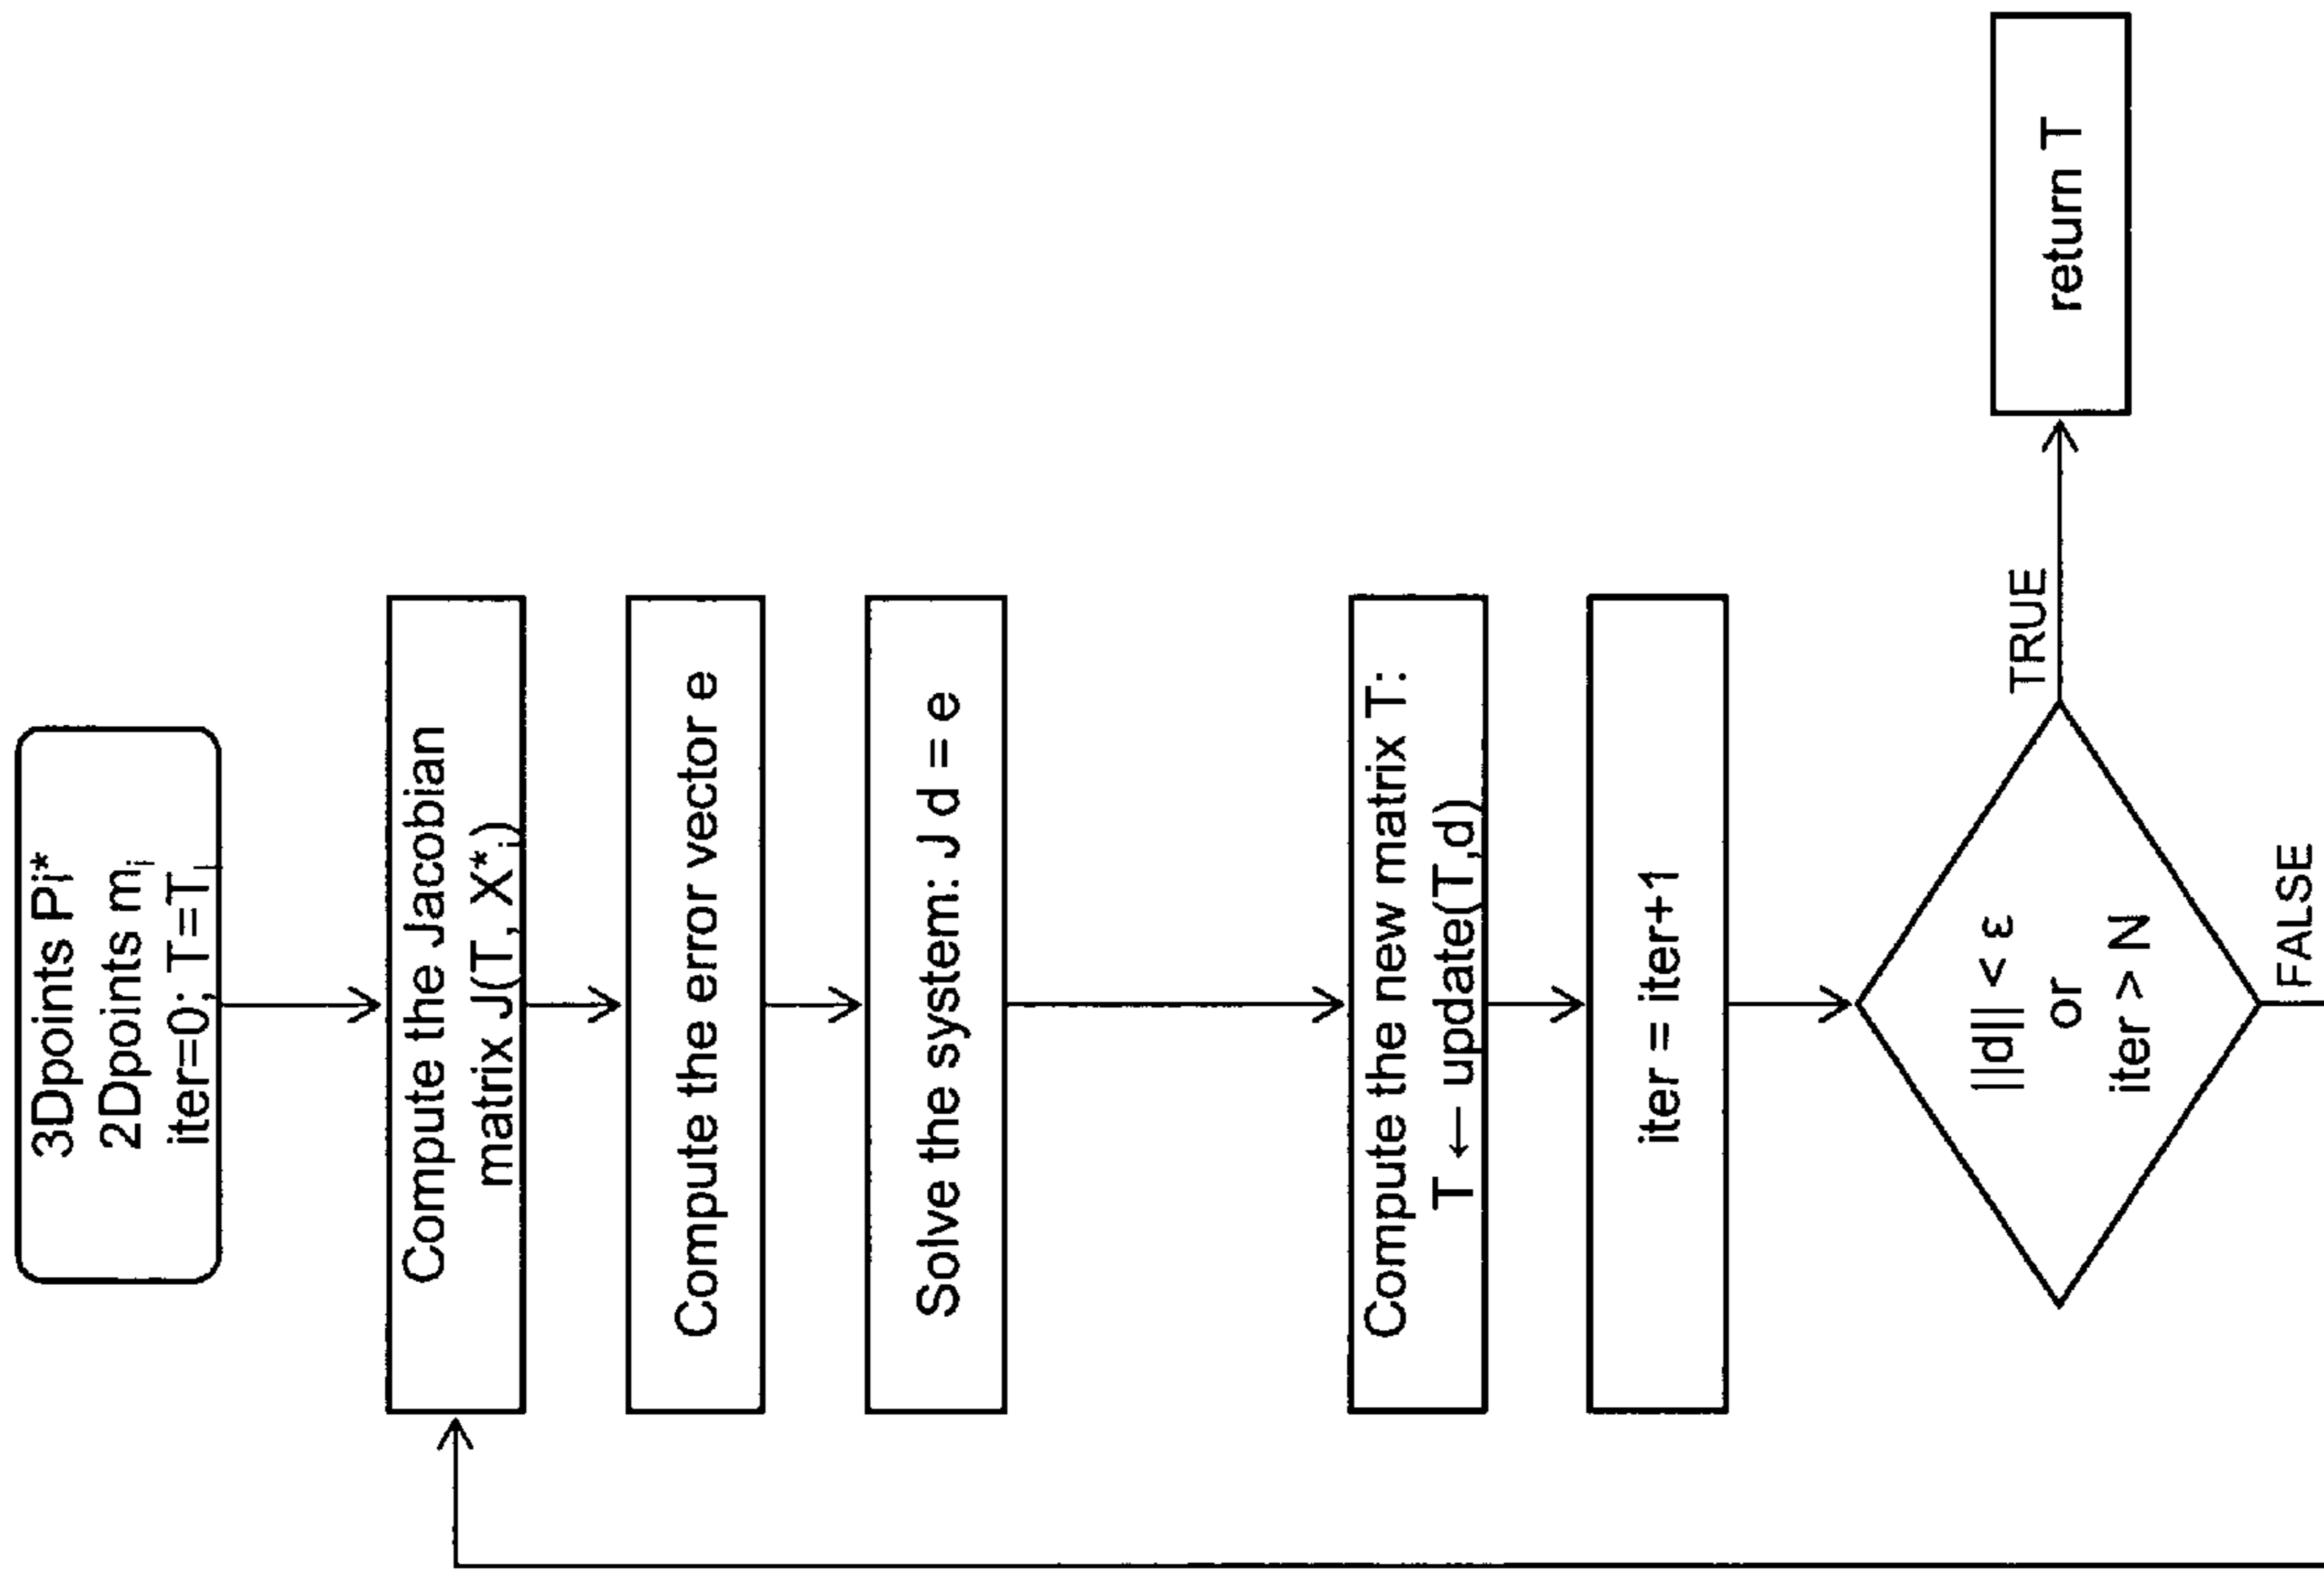 3Dpoints Pi*
2Dpoints mi
iter=0; T=T
Compute the Jacobian
matrix J(T, X*i)
Compute the error vector e
Solve the system: J d = e
Compute the new matrix T:
T ← update(T,d)
iter = iter+1
||d|| < ε
or
iter > N
TRUE
return T
FALSE